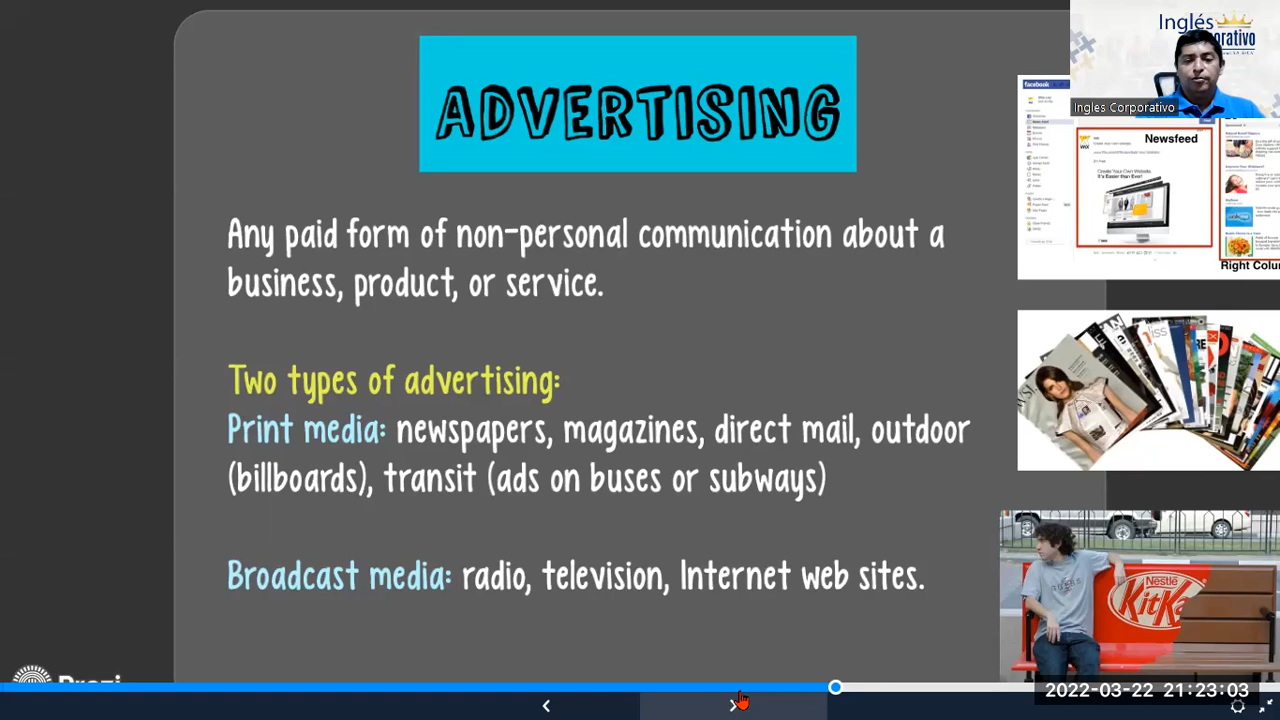 ADVERTISING
Any paid form of non-personal communication about a
business, product, or service.
Two types of advertising:
Print media: newspapers, magazines, direct mail, outdoor
(billboards), transit (ads on buses or subways)
Broadcast media: radio, television, Internet web sites.
Inglés
Ingles Corporativo
facebook
Newsfeed
WIX
Create Your Own Website.
It's Easier than Ever!
Right Colu
Nestlé
KitKa
Prezi
2022-03-22 21:23:03